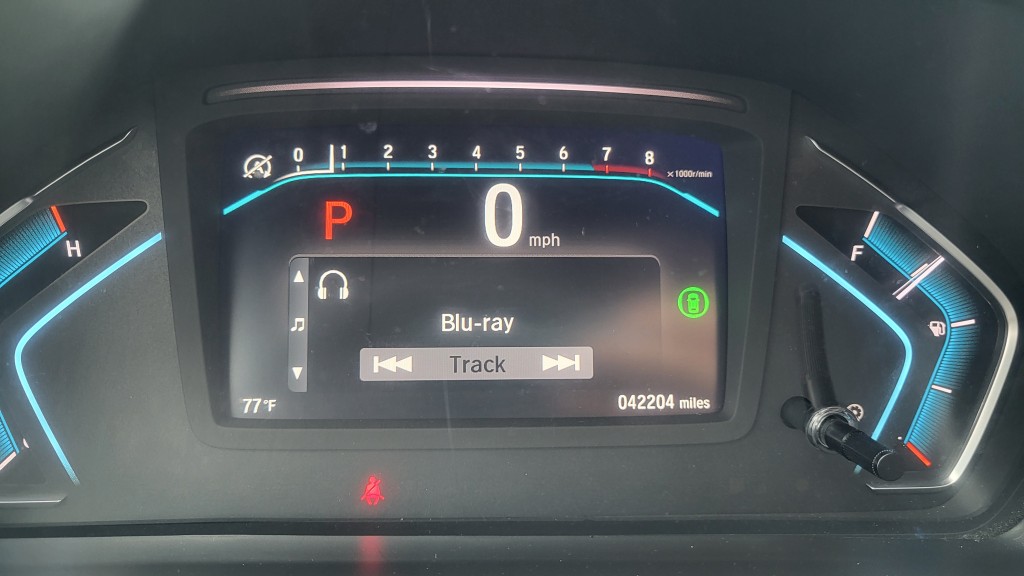 0 1 2 3 4 5 6 7 8 ×1000r/min
P 0 mph
H
F
Blu-ray
Track
77°F
042204 miles